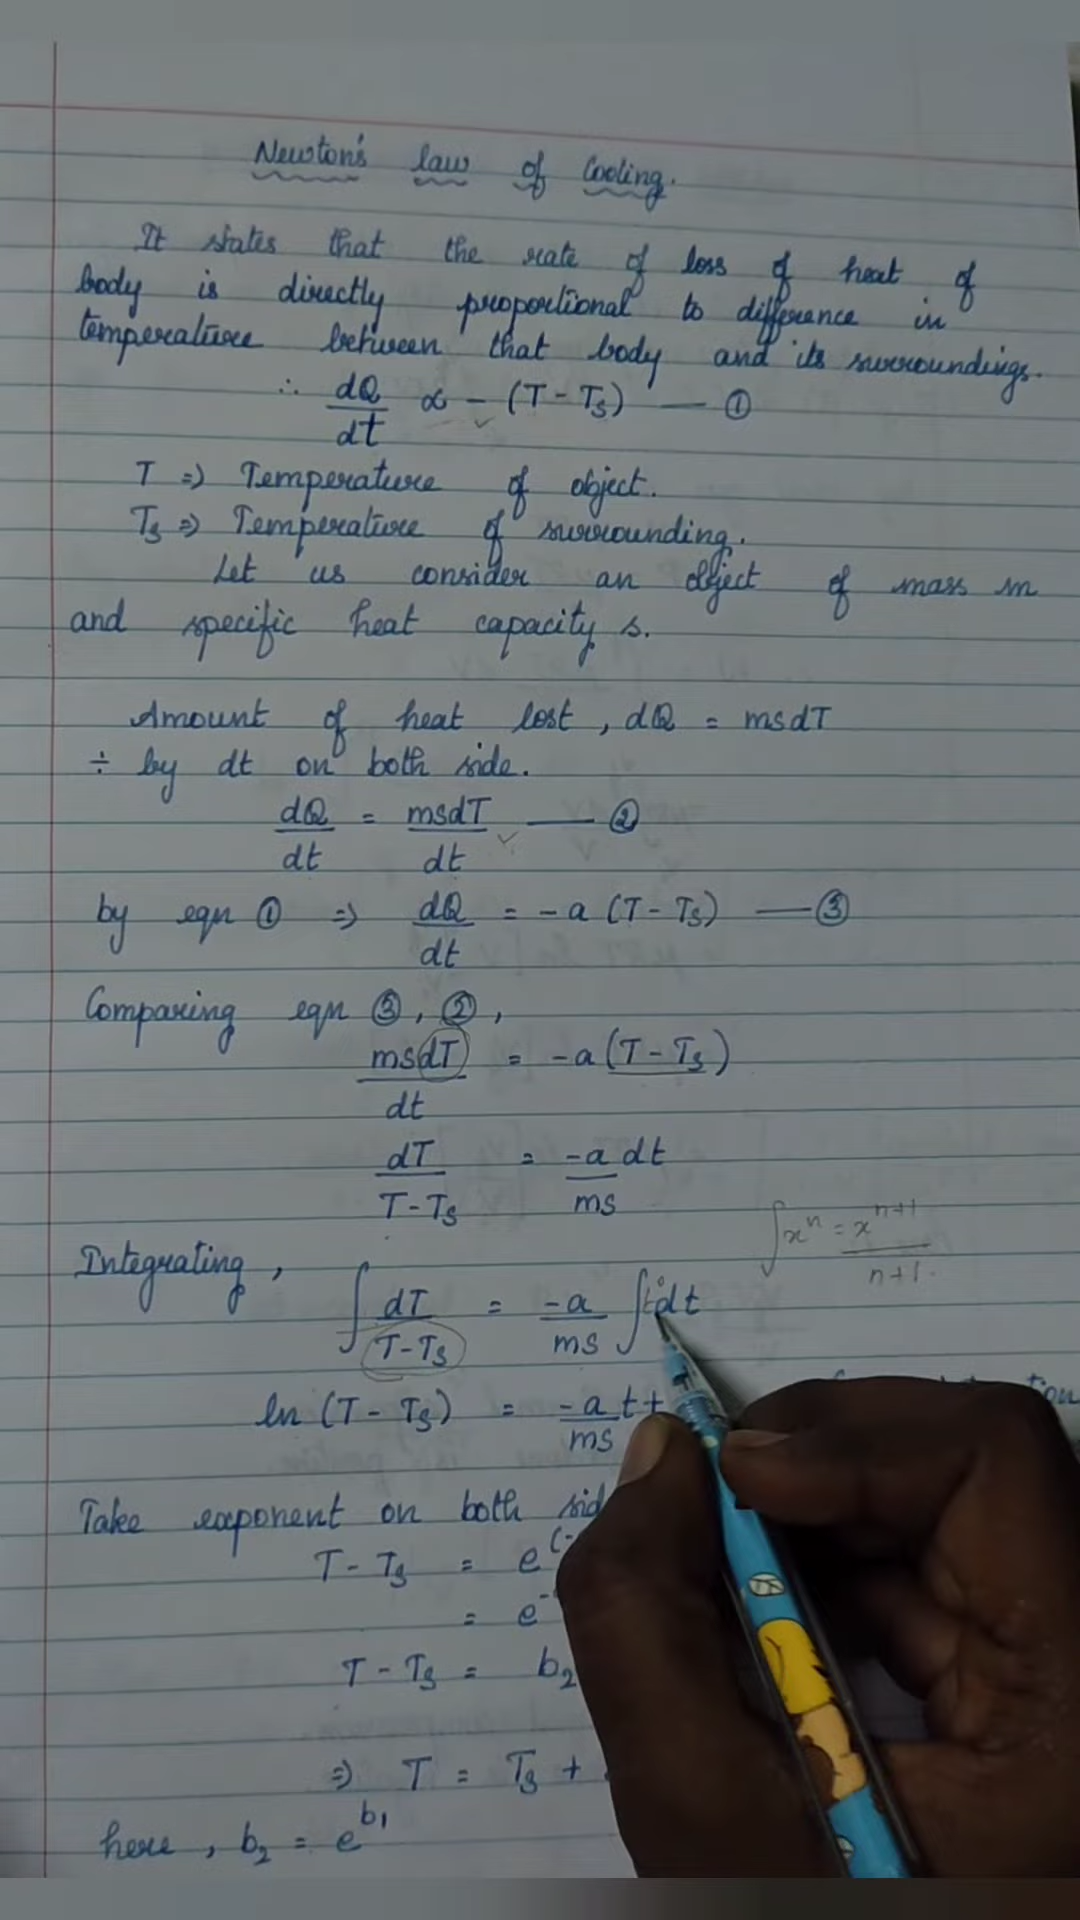 Newton's law of Cooling.
It states that the rate of loss of heat of
body is directly proportional to difference in
temperature between that body and its surroundings.
∴ dQ/dt ∝ - (T - Ts) — ①
T => Temperature of object.
Ts => Temperature of surrounding.
Let us consider an object of mass m
and specific heat capacity s.
Amount of heat lost, dQ = msdT
÷ by dt on both side.
dQ/dt = msdT/dt — ②
by eqn ① => dQ/dt = -a (T - Ts) — ③
Comparing eqn ③, ②,
msdT/dt = -a (T - Ts)
dT/T - Ts = -a/ms dt
∫xⁿ = xⁿ⁺¹/n+1.
Integrating,
∫ dT/T - Ts = -a/ms ∫t⁰dt
ln (T - Ts) = -a/ms t +
Take exponent on both
T - Ts = e
= e
T - Ts = b₂
=> T = Ts +
here, b₂ = e^b₁